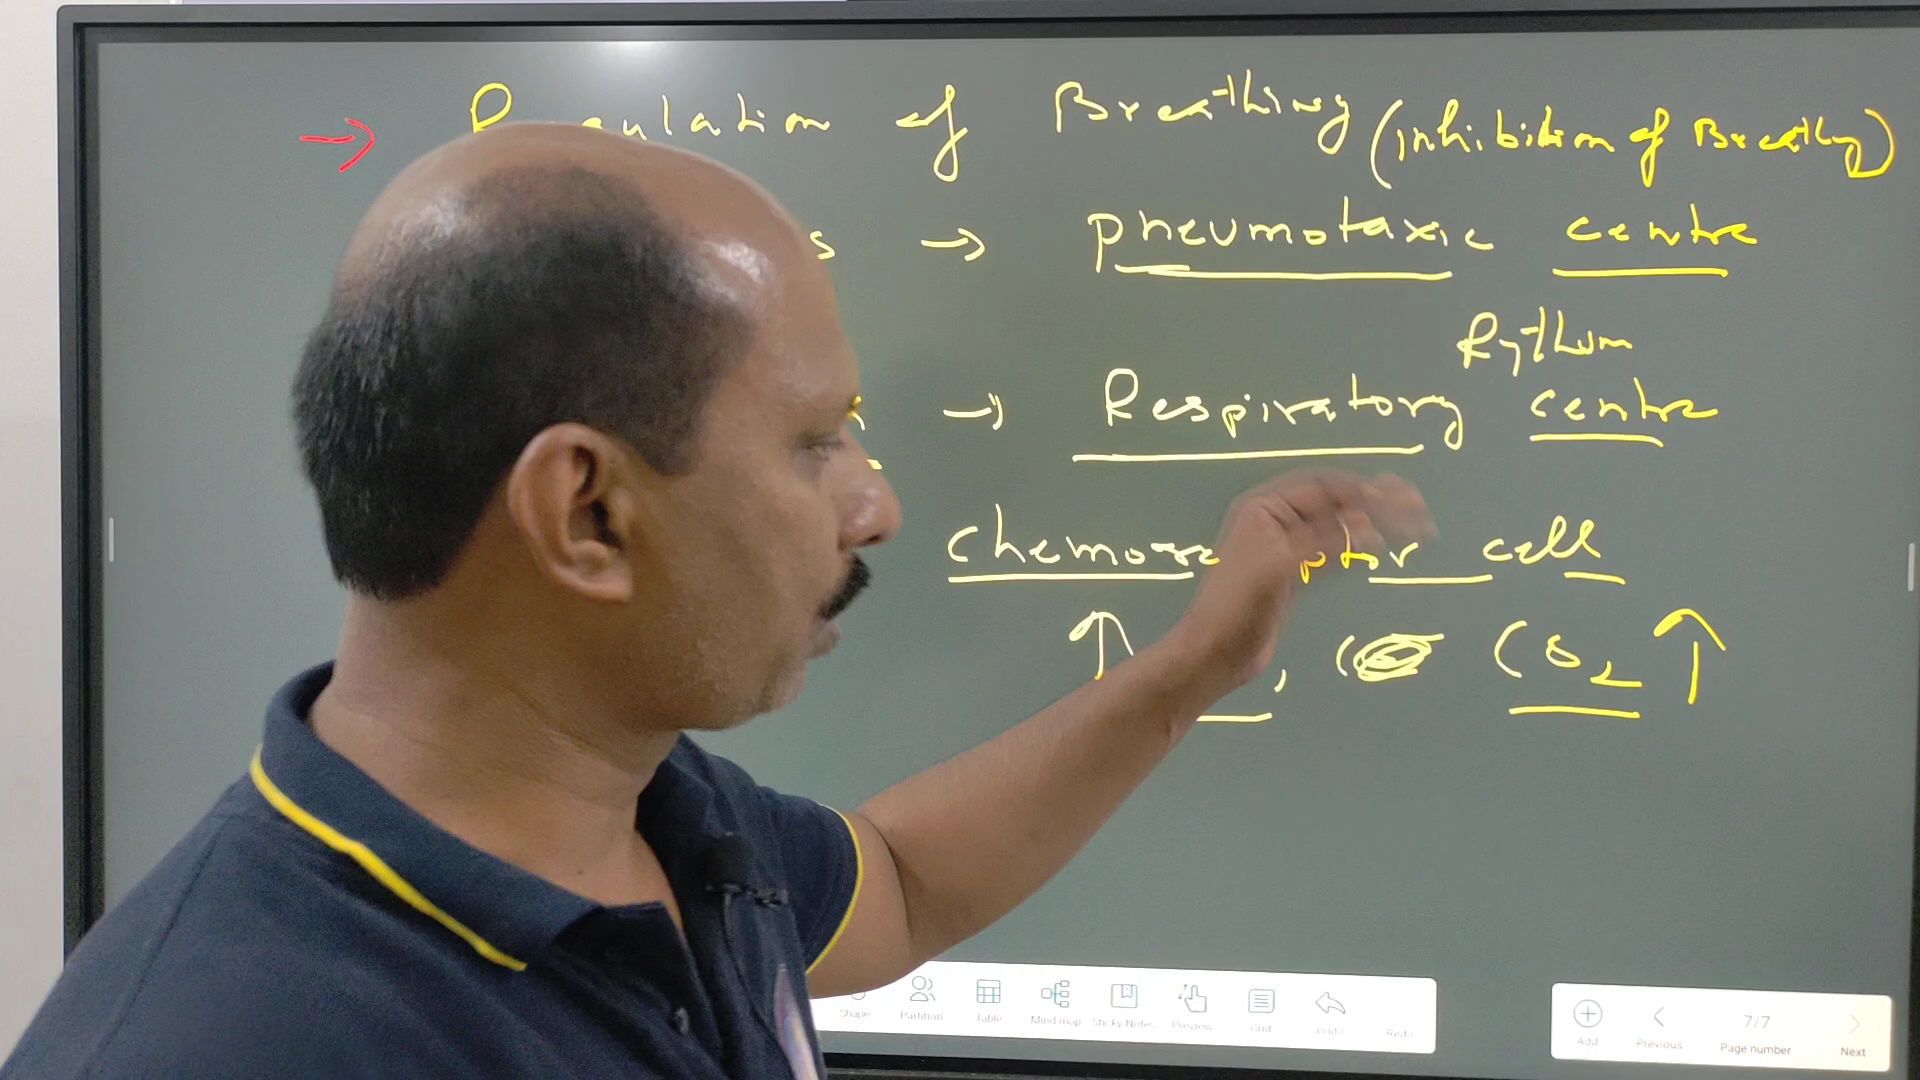 → Regulation of Breathing (inhibition of Breathing)
s → pneumotaxic centre
Rythum
→ Respiratory centre
chemoreceptor cell
↑ , CO2 ↑
Shape Partition Table Mind map Sticky Notes Preview.. Grid Undo Redo
Add Previous 7/7 Page number Next